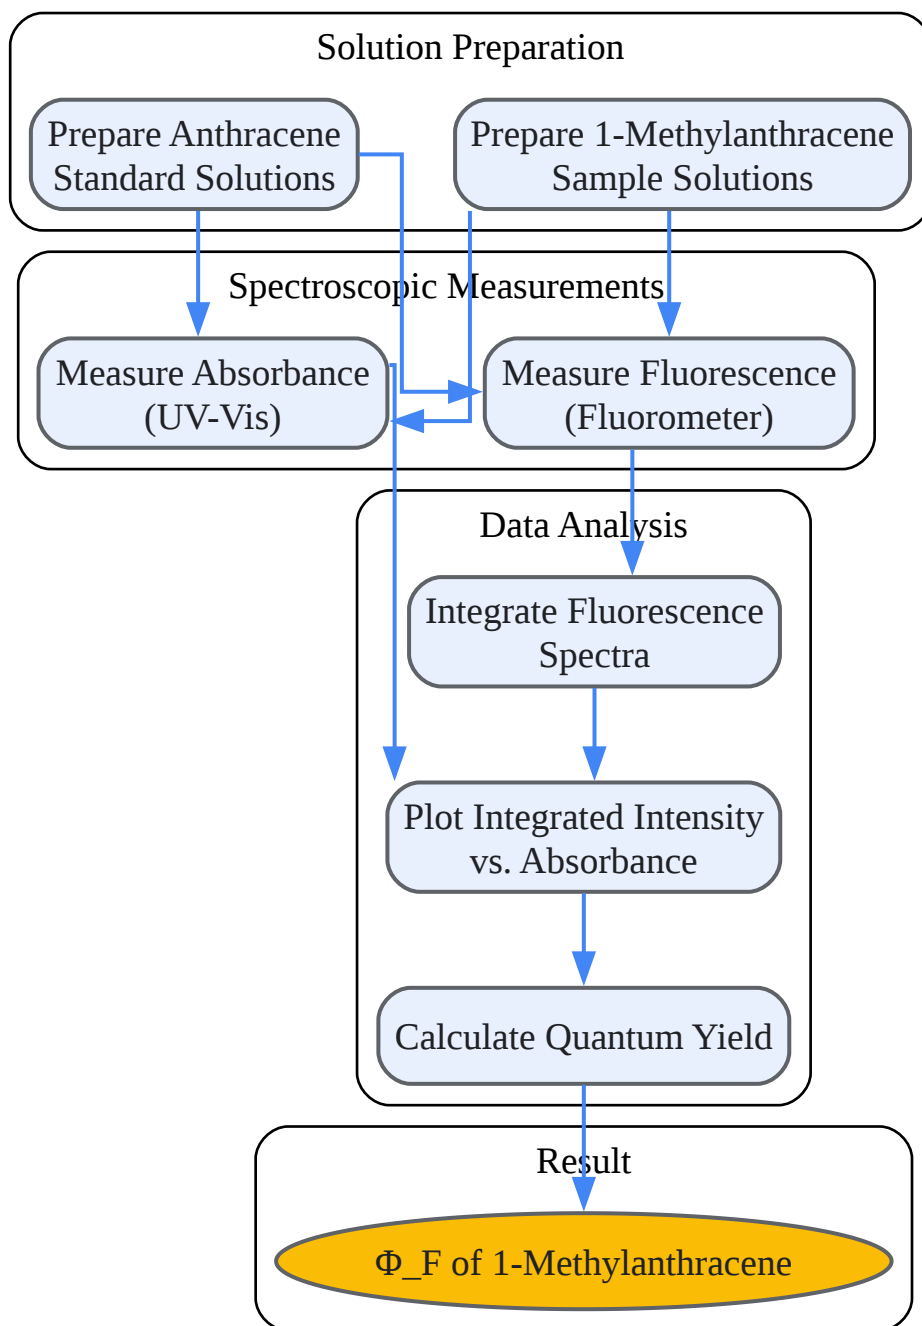 Solution Preparation
Prepare Anthracene
Standard Solutions
Prepare 1-Methylanthracene
Sample Solutions
Spectroscopic Measurements
Measure Absorbance
(UV-Vis)
Measure Fluorescence
(Fluorometer)
Data Analysis
Integrate Fluorescence
Spectra
Plot Integrated Intensity
vs. Absorbance
Calculate Quantum Yield
Result
Φ_F of 1-Methylanthracene